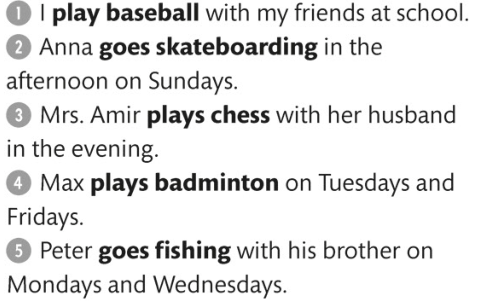 1 I play baseball with my friends at school.
2 Anna goes skateboarding in the
afternoon on Sundays.
3 Mrs. Amir plays chess with her husband
in the evening.
4 Max plays badminton on Tuesdays and
Fridays.
5 Peter goes fishing with his brother on
Mondays and Wednesdays.